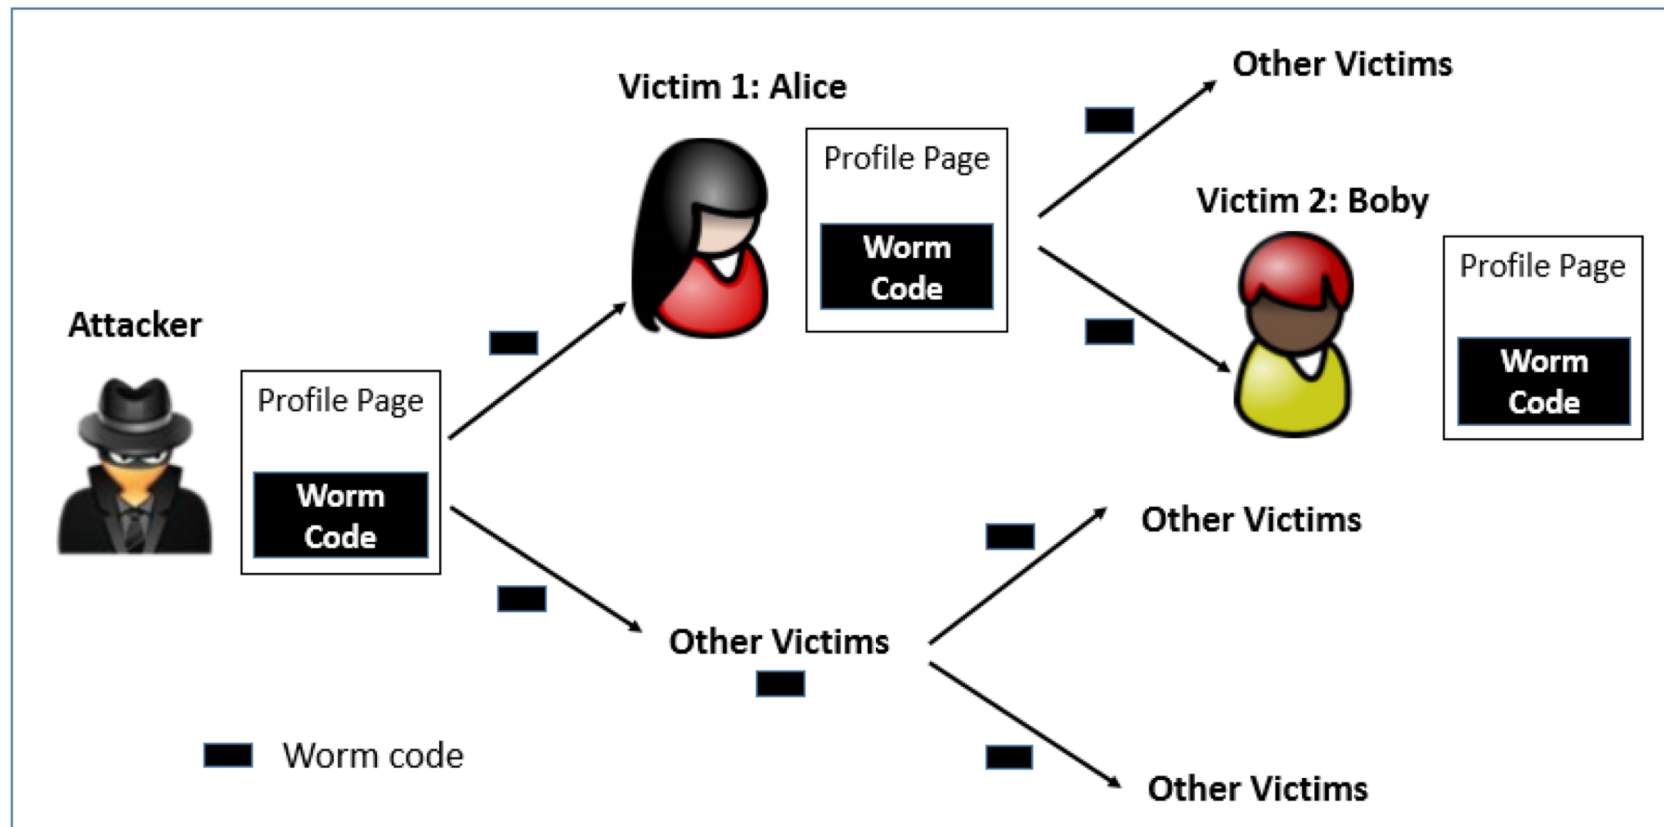 Other Victims
Victim 1: Alice
Profile Page
Worm
Code
Victim 2: Boby
Profile Page
Worm
Code
Attacker
Profile Page
Worm
Code
Other Victims
Other Victims
Other Victims
Worm code